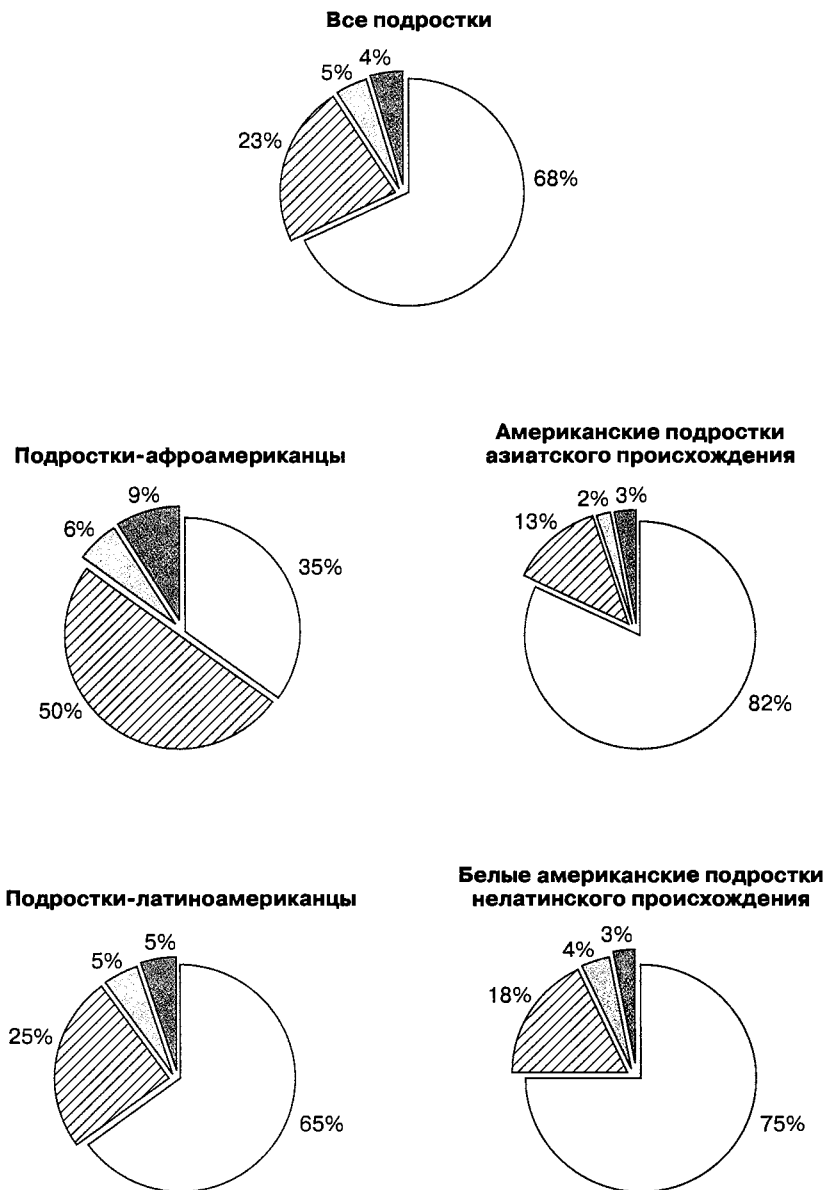 Все подростки
4%
5%
23%
68%
Подростки-афроамериканцы
9%
6%
35%
50%
Американские подростки
азиатского происхождения
2% 3%
13%
82%
Подростки-латиноамериканцы
5%
5%
25%
65%
Белые американские подростки
нелатинского происхождения
3%
4%
18%
75%